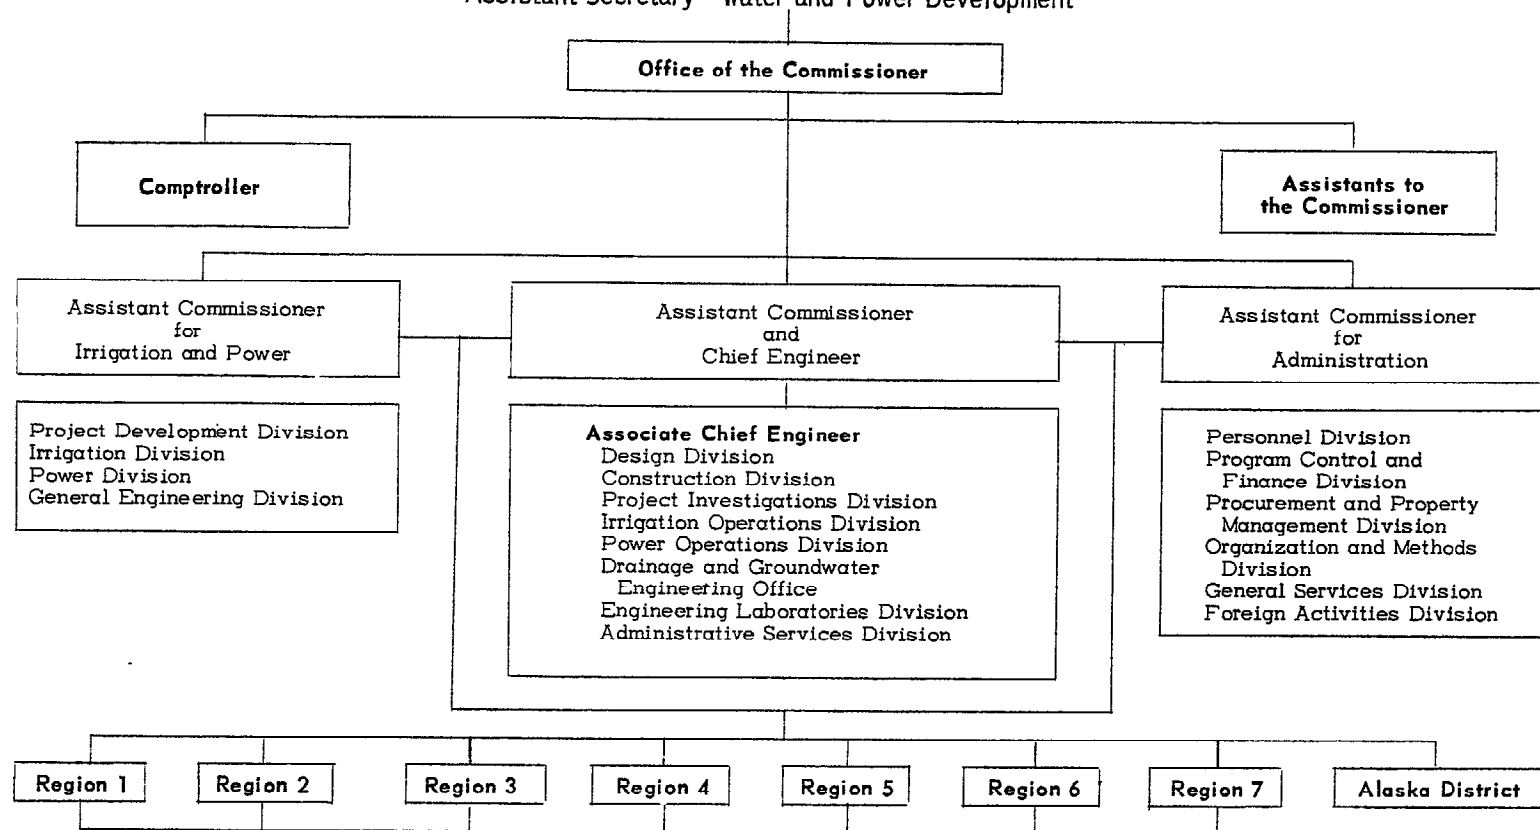 Assistant Secretary - Water and Power Development
Office of the Commissioner
Comptroller
Assistants to
the Commissioner
Assistant Commissioner
for
Irrigation and Power
Assistant Commissioner
and
Chief Engineer
Assistant Commissioner
for
Administration
Project Development Division
Irrigation Division
Power Division
General Engineering Division
Associate Chief Engineer
Design Division
Construction Division
Project Investigations Division
Irrigation Operations Division
Power Operations Division
Drainage and Groundwater
Engineering Office
Engineering Laboratories Division
Administrative Services Division
Personnel Division
Program Control and
Finance Division
Procurement and Property
Management Division
Organization and Methods
Division
General Services Division
Foreign Activities Division
Region 1
Region 2
Region 3
Region 4
Region 5
Region 6
Region 7
Alaska District